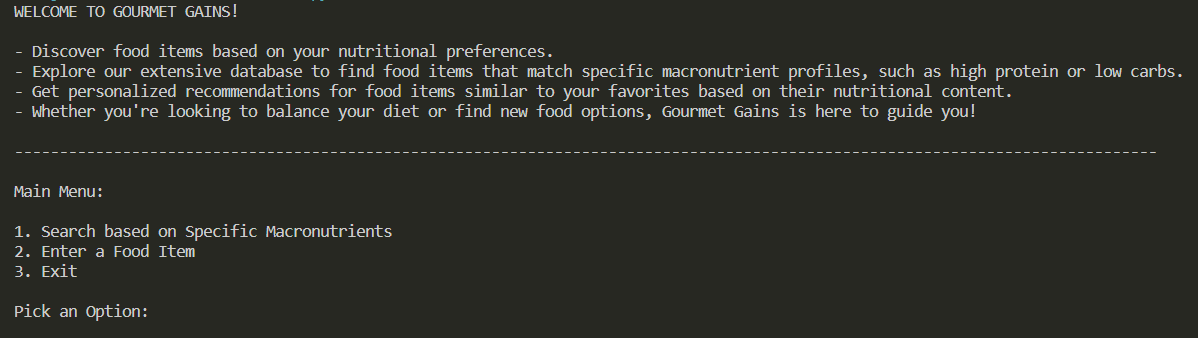 WELCOME TO GOURMET GAINS!
- Discover food items based on your nutritional preferences.
- Explore our extensive database to find food items that match specific macronutrient profiles, such as high protein or low carbs.
- Get personalized recommendations for food items similar to your favorites based on their nutritional content.
- Whether you're looking to balance your diet or find new food options, Gourmet Gains is here to guide you!
-------------------------------------------------------------------------------------------------------------------------------
Main Menu:
1. Search based on Specific Macronutrients
2. Enter a Food Item
3. Exit
Pick an Option: